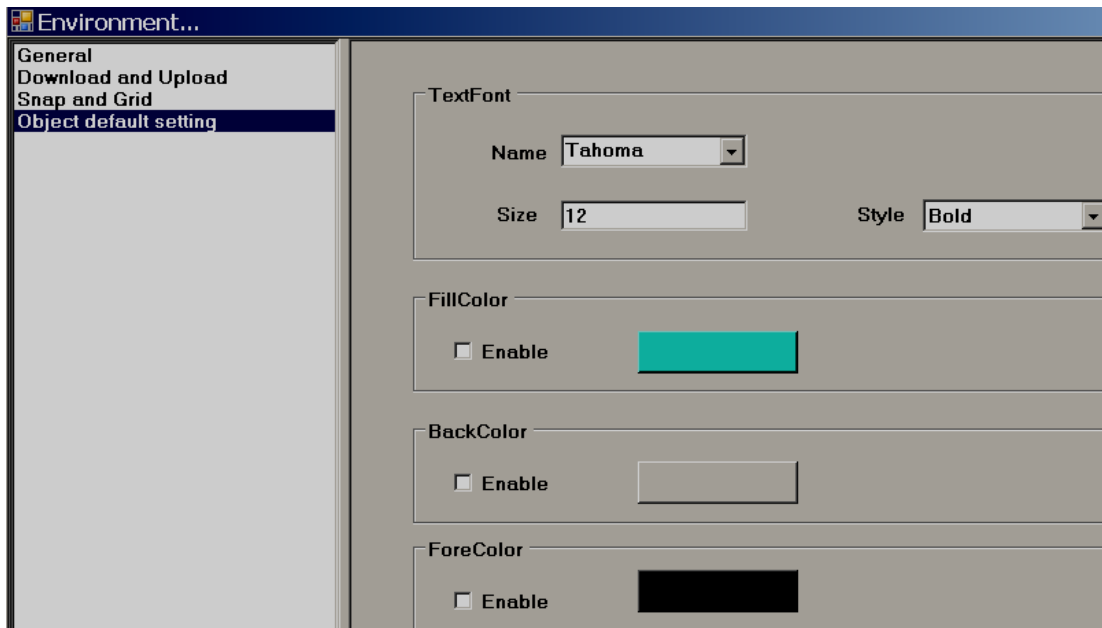 Environment...
General
Download and Upload
Snap and Grid
Object default setting
TextFont
Name Tahoma
Size 12 Style Bold
FillColor
Enable
BackColor
Enable
ForeColor
Enable